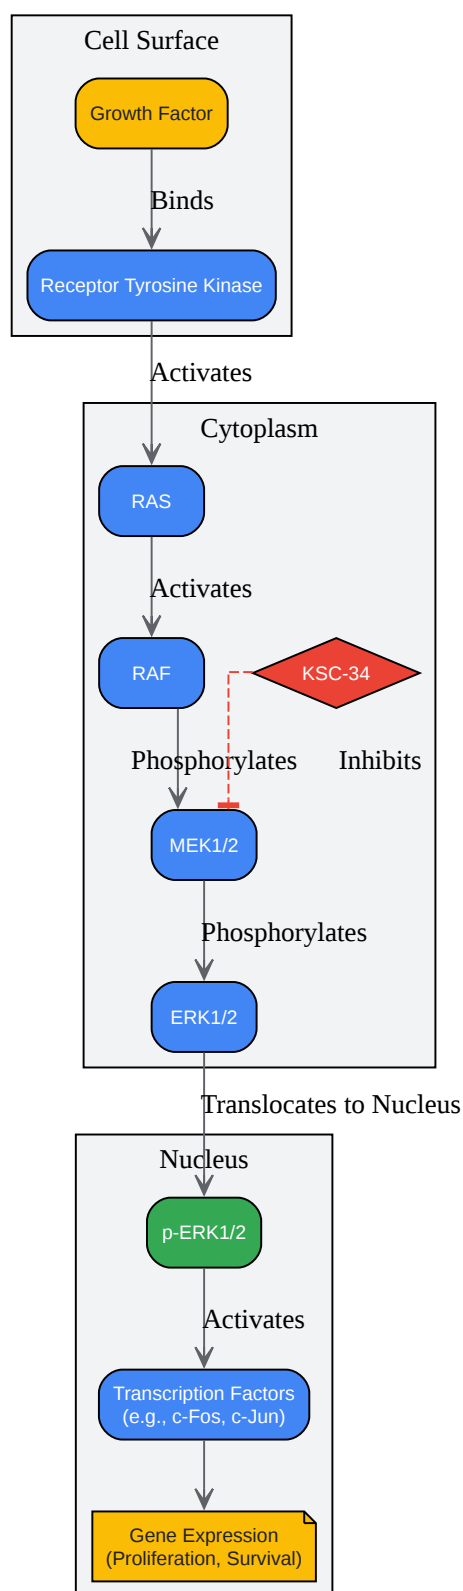 Cell Surface
Growth Factor
Binds
Receptor Tyrosine Kinase
Activates
Cytoplasm
RAS
Activates
RAF
KSC-34
Phosphorylates
Inhibits
MEK1/2
Phosphorylates
ERK1/2
Translocates to Nucleus
Nucleus
p-ERK1/2
Activates
Transcription Factors
(e.g., c-Fos, c-Jun)
Gene Expression
(Proliferation, Survival)